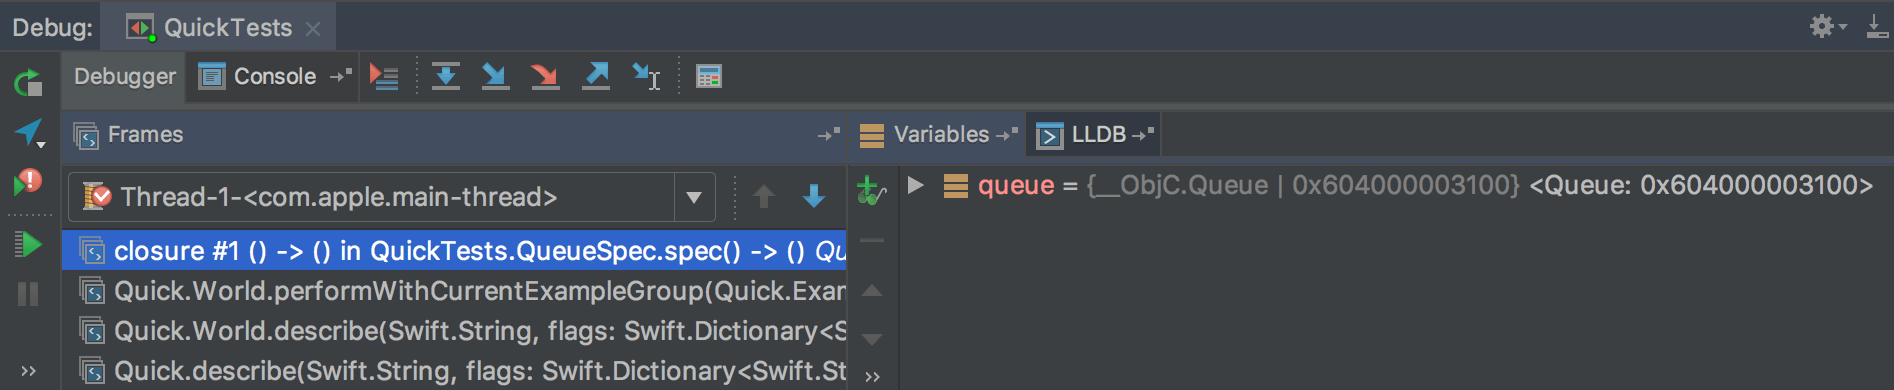 Debug: QuickTests
Debugger Console
Frames Variables LLDB
Thread-1-<com.apple.main-thread>
queue = {__ObjC.Queue | 0x604000003100} <Queue: 0x604000003100>
closure #1 () -> () in QuickTests.QueueSpec.spec() -> () Qu
Quick.World.performWithCurrentExampleGroup(Quick.Exam
Quick.World.describe(Swift.String, flags: Swift.Dictionary<S
Quick.describe(Swift.String, flags: Swift.Dictionary<Swift.St